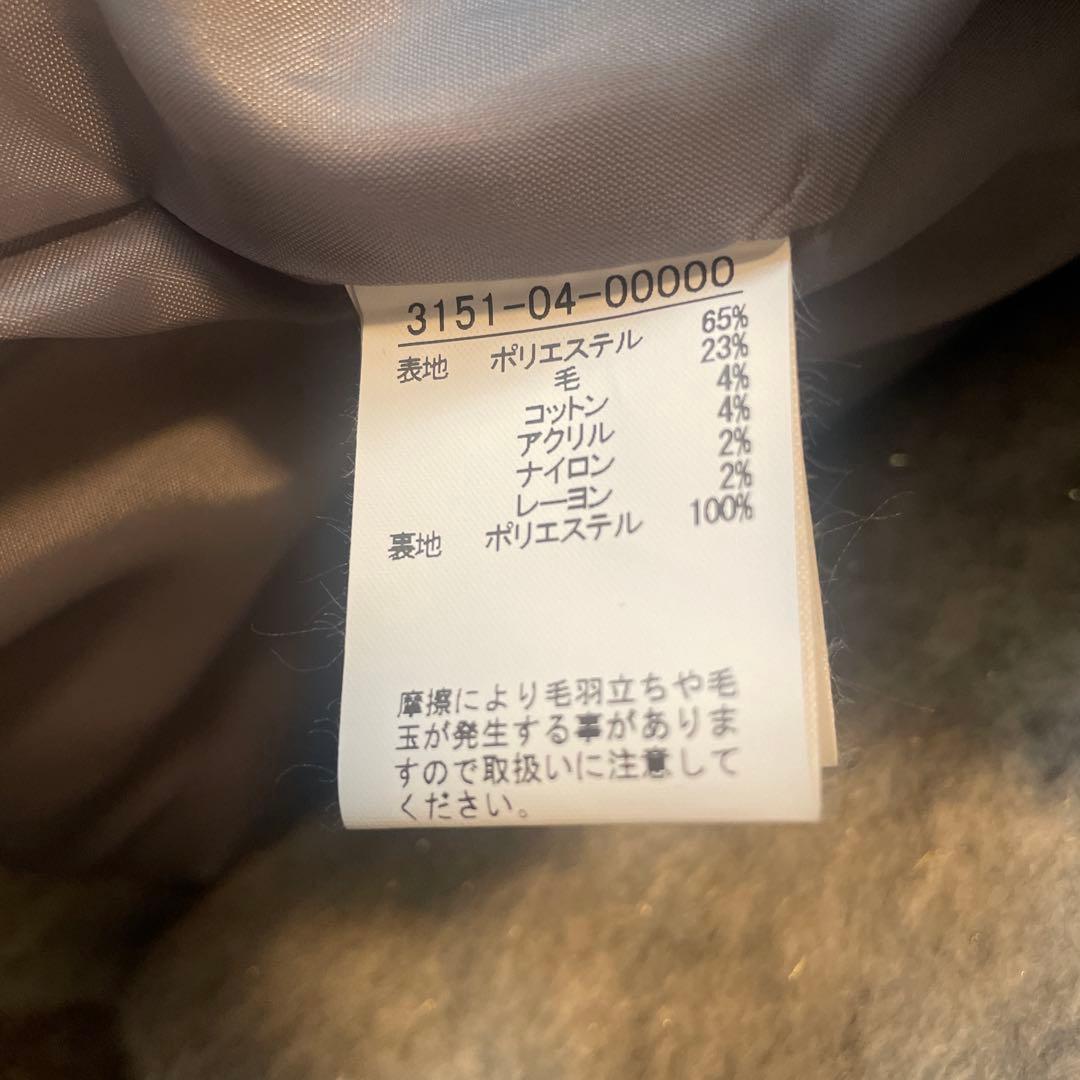 3151-04-00000
表地 ポリエステル 65%
毛 23%
コットン 4%
アクリル 4%
ナイロン 2%
レーヨン 2%
裏地 ポリエステル 100%
摩擦により毛羽立ちや毛
玉が発生する事がありま
すので取扱いに注意して
ください。